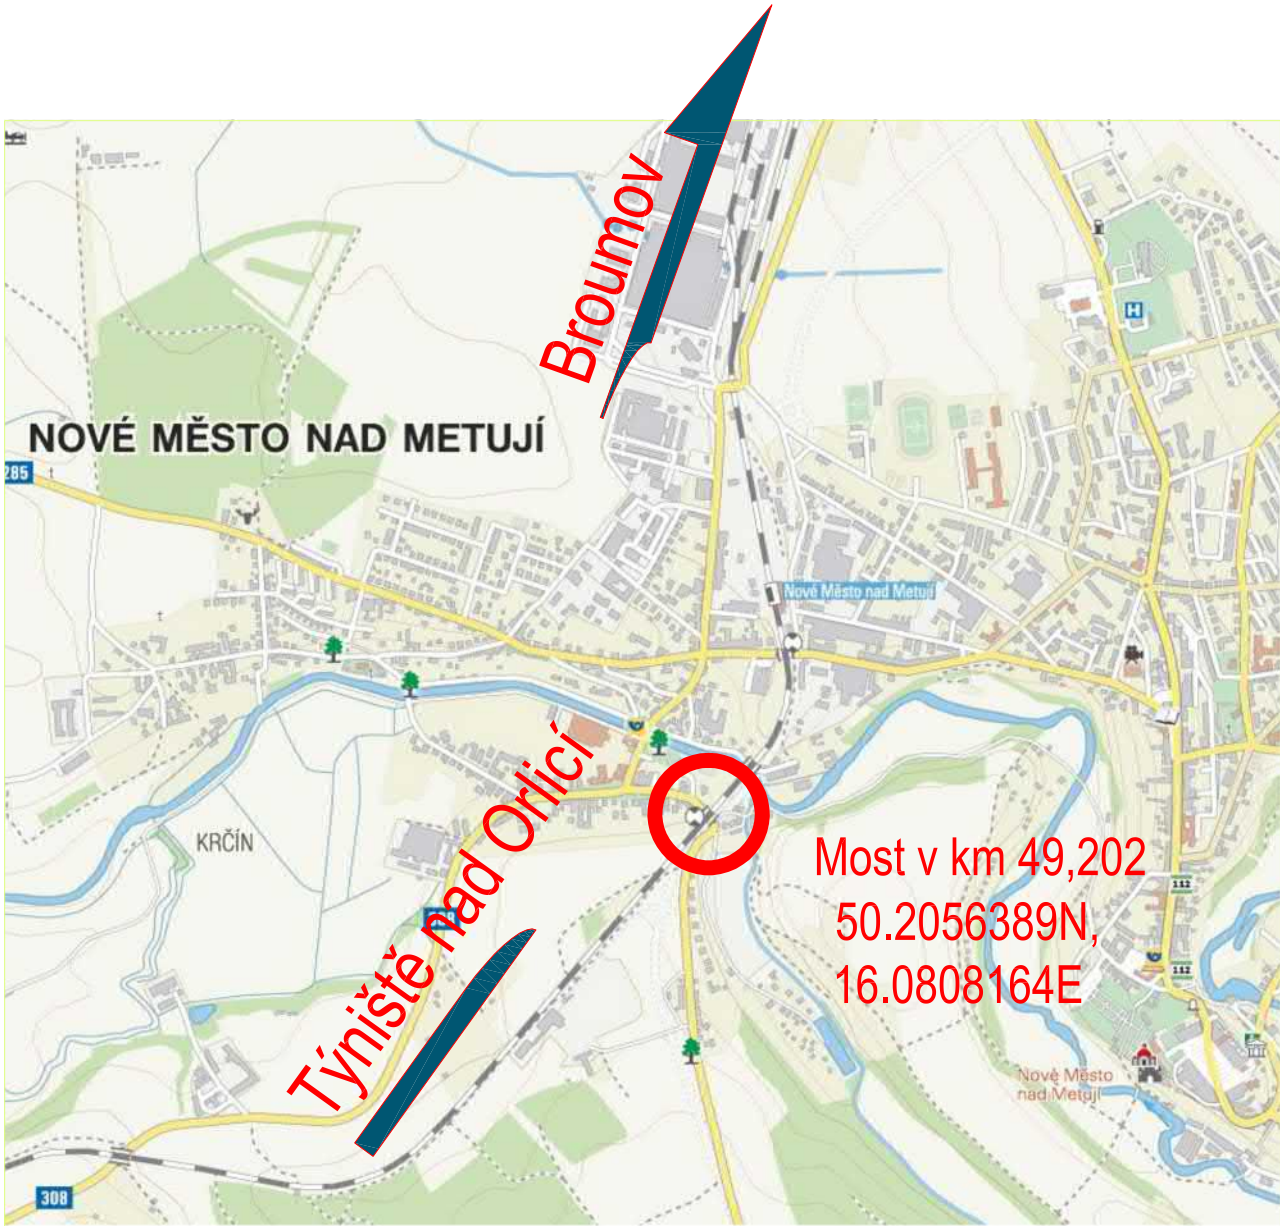 Broumov
NOVÉ MĚSTO NAD METUJÍ
285
H
Nové Město nad Metují
Týniště nad Orlicí
KRČÍN
Most v km 49,202
50.2056389N,
16.0808164E
112
112
Nové Město
nad Metují
308